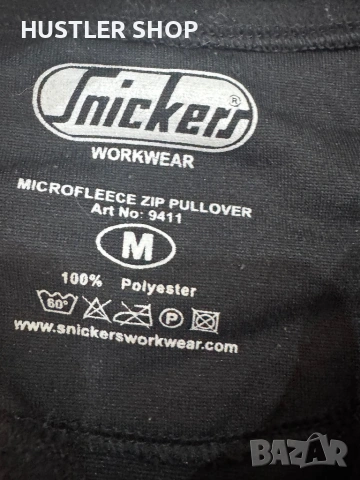 HUSTLER SHOP
Snickers®
WORKWEAR
MICROFLEECE ZIP PULLOVER
Art No: 9411
M
100% Polyester
60° P
www.snickersworkwear.com
BAZAR